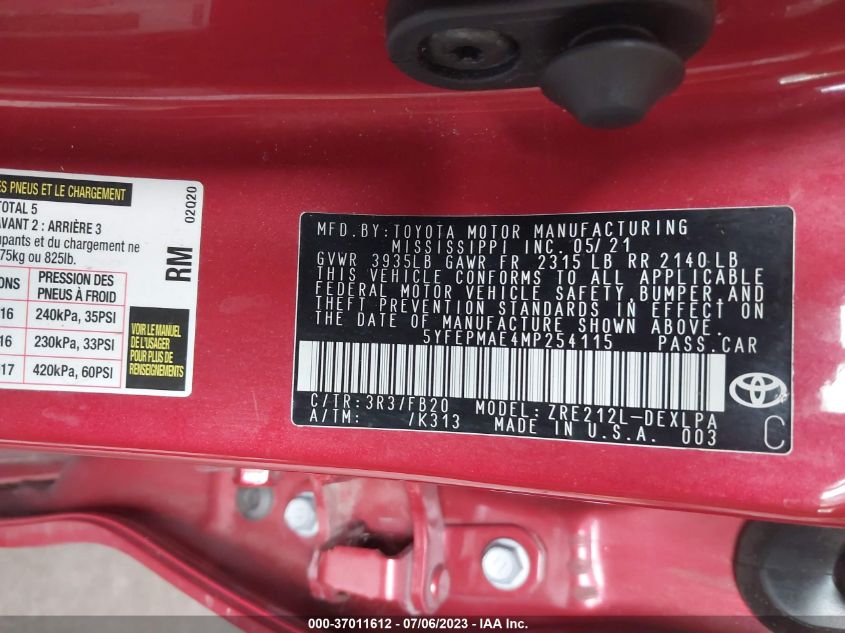 ES PNEUS ET LE CHARGEMENT
TOTAL 5
AVANT 2 : ARRIÈRE 3
upants et du chargement ne
75kg ou 825lb.
ONS PRESSION DES PNEUS À FROID
16 240kPa, 35PSI
16 230kPa, 33PSI
17 420kPa, 60PSI
VOIR LE MANUEL
DE L'USAGER
POUR PLUS DE
RENSEIGNEMENTS
02Q20
RM
MFD.BY:TOYOTA MOTOR MANUFACTURING
MISSISSIPPI INC. 05/21
GVWR 3935LB GAWR FR 2315 LB RR 2140 LB
THIS VEHICLE CONFORMS TO ALL APPLICABLE
FEDERAL MOTOR VEHICLE SAFETY,BUMPER,AND
THEFT PREVENTION STANDARDS IN EFFECT ON
THE DATE OF MANUFACTURE SHOWN ABOVE.
5YFEPMAE4MP254115 PASS.CAR
C/TR:3R3/FB20 MODEL:ZRE212L-DEXLPA
A/TM: /K313 MADE IN U.S.A. 003
C
000-37011612 - 07/06/2023 - IAA Inc.